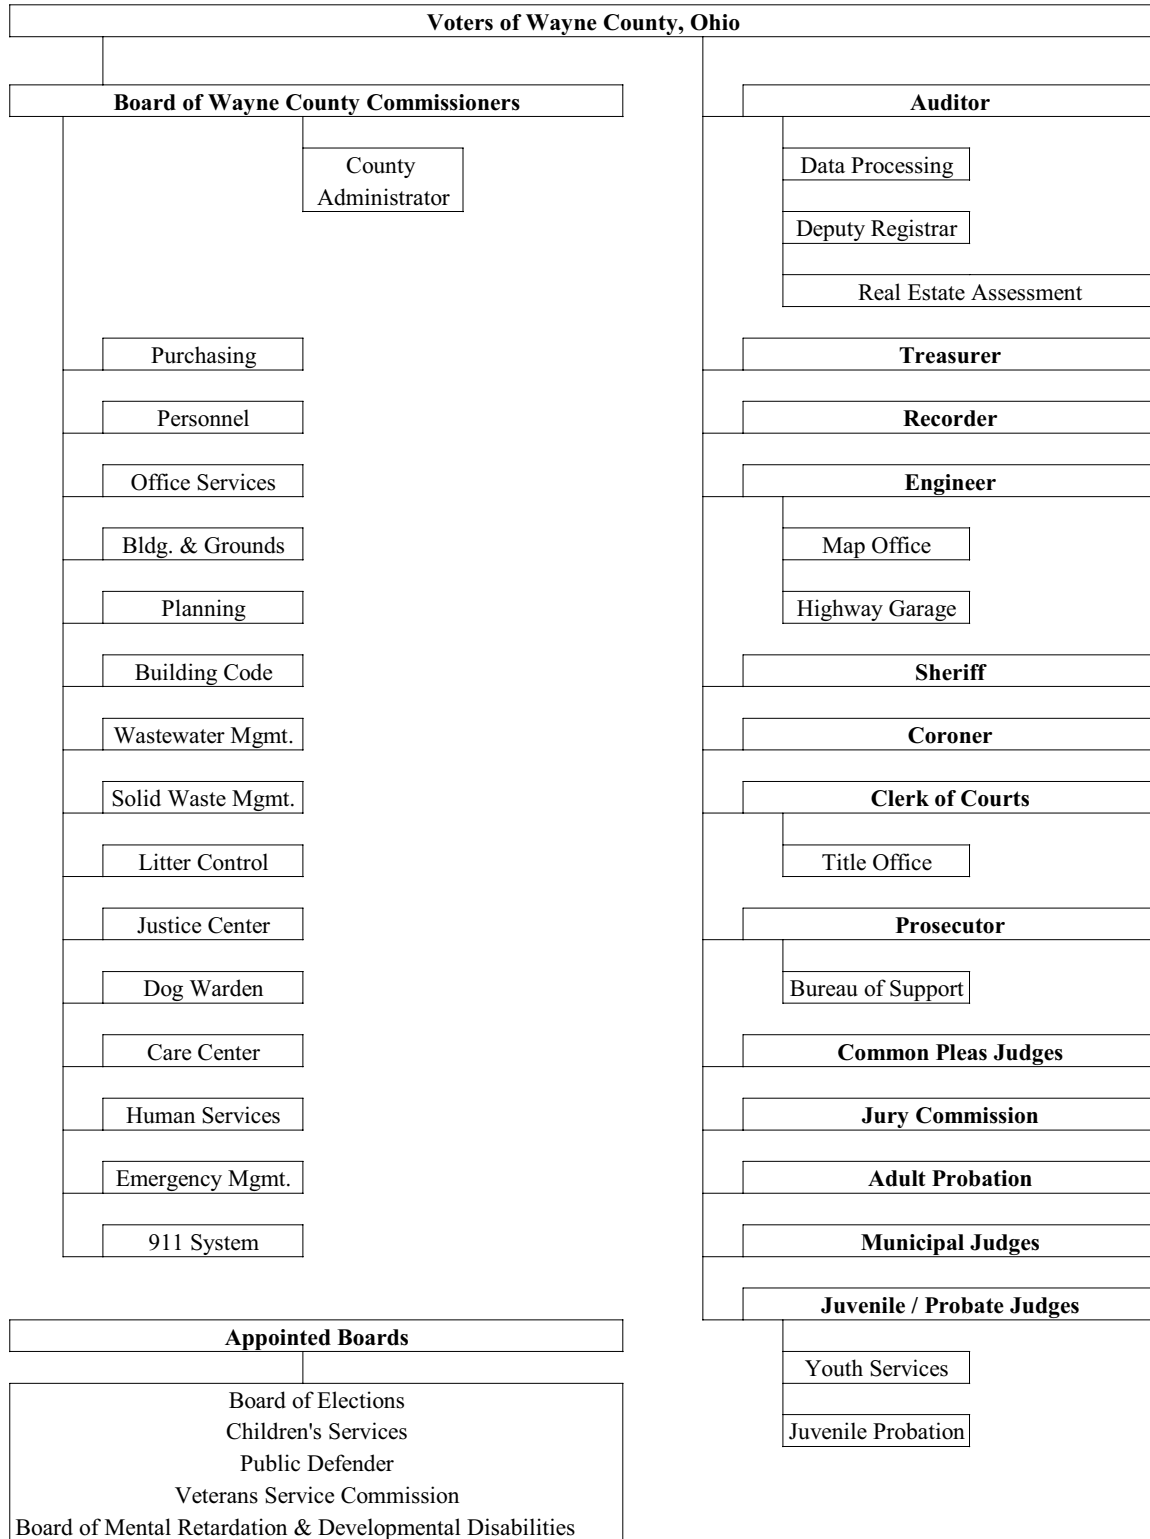 Voters of Wayne County, Ohio
Board of Wayne County Commissioners
County
Administrator
Purchasing
Personnel
Office Services
Bldg. & Grounds
Planning
Building Code
Wastewater Mgmt.
Solid Waste Mgmt.
Litter Control
Justice Center
Dog Warden
Care Center
Human Services
Emergency Mgmt.
911 System
Appointed Boards
Board of Elections
Children's Services
Public Defender
Veterans Service Commission
Board of Mental Retardation & Developmental Disabilities
Auditor
Data Processing
Deputy Registrar
Real Estate Assessment
Treasurer
Recorder
Engineer
Map Office
Highway Garage
Sheriff
Coroner
Clerk of Courts
Title Office
Prosecutor
Bureau of Support
Common Pleas Judges
Jury Commission
Adult Probation
Municipal Judges
Juvenile / Probate Judges
Youth Services
Juvenile Probation